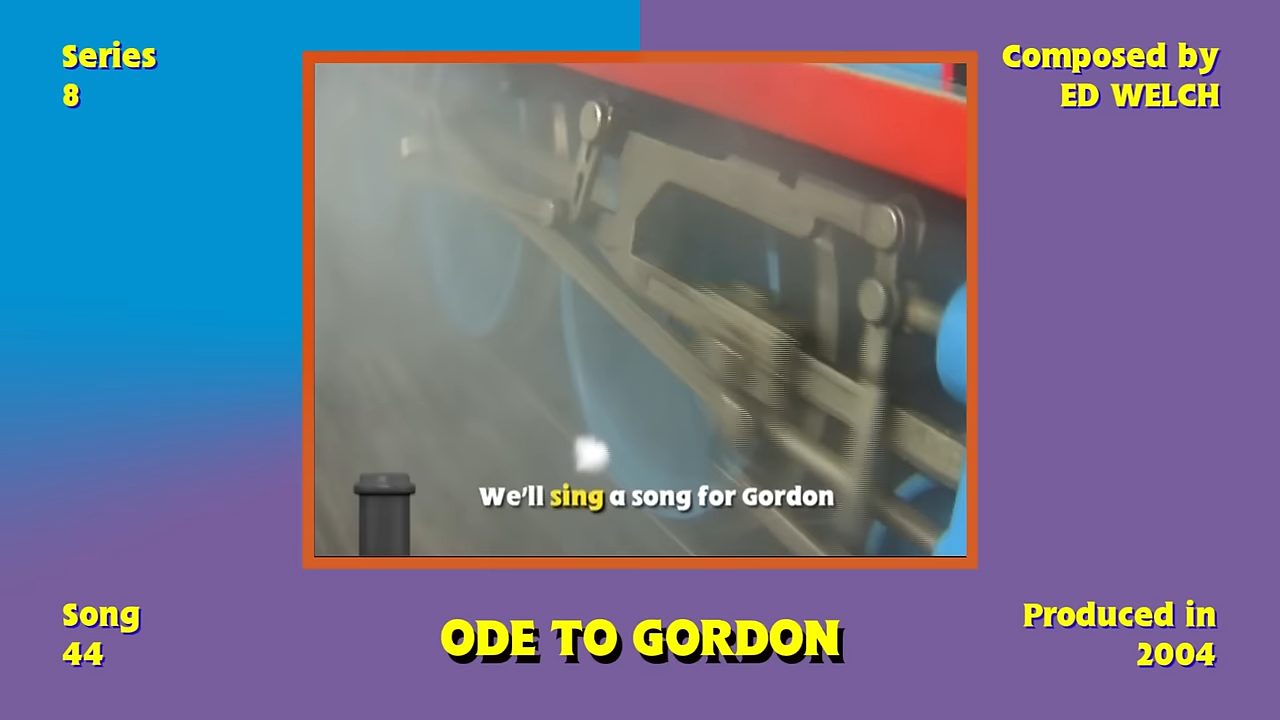 Series
8
Composed by
ED WELCH
We'll sing a song for Gordon
Song
44
ODE TO GORDON
Produced in
2004